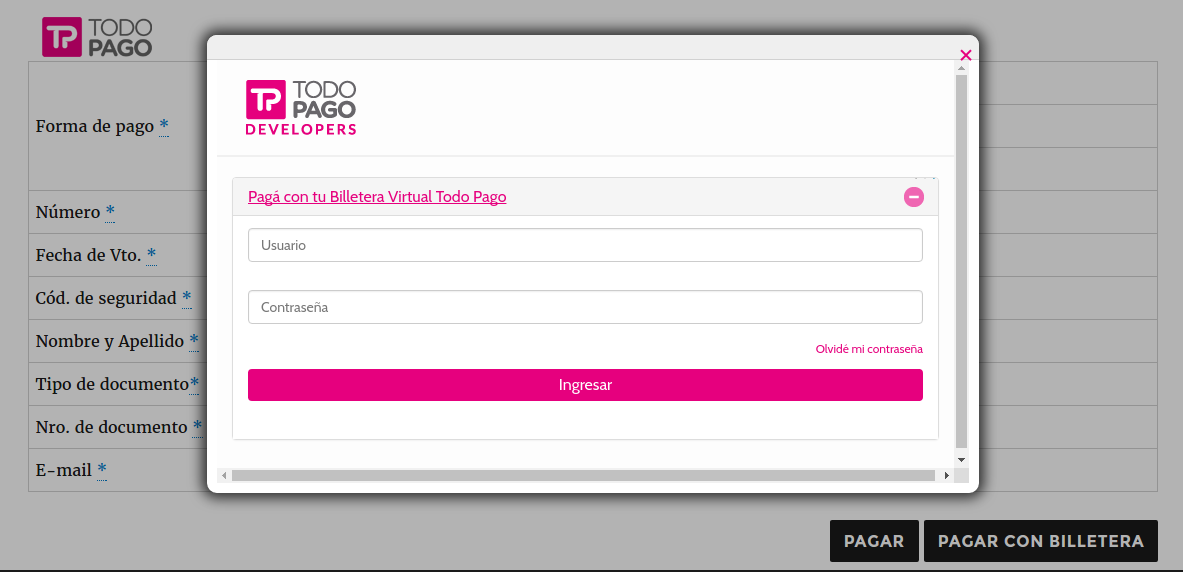 TODO
PAGO
Forma de pago *
Número *
Fecha de Vto. *
Cód. de seguridad *
Nombre y Apellido *
Tipo de documento*
Nro. de documento *
E-mail *
×
TP TODO
PAGO
DEVELOPERS
Pagá con tu Billetera Virtual Todo Pago
Usuario
Contraseña
Olvidé mi contraseña
Ingresar
PAGAR
PAGAR CON BILLETERA